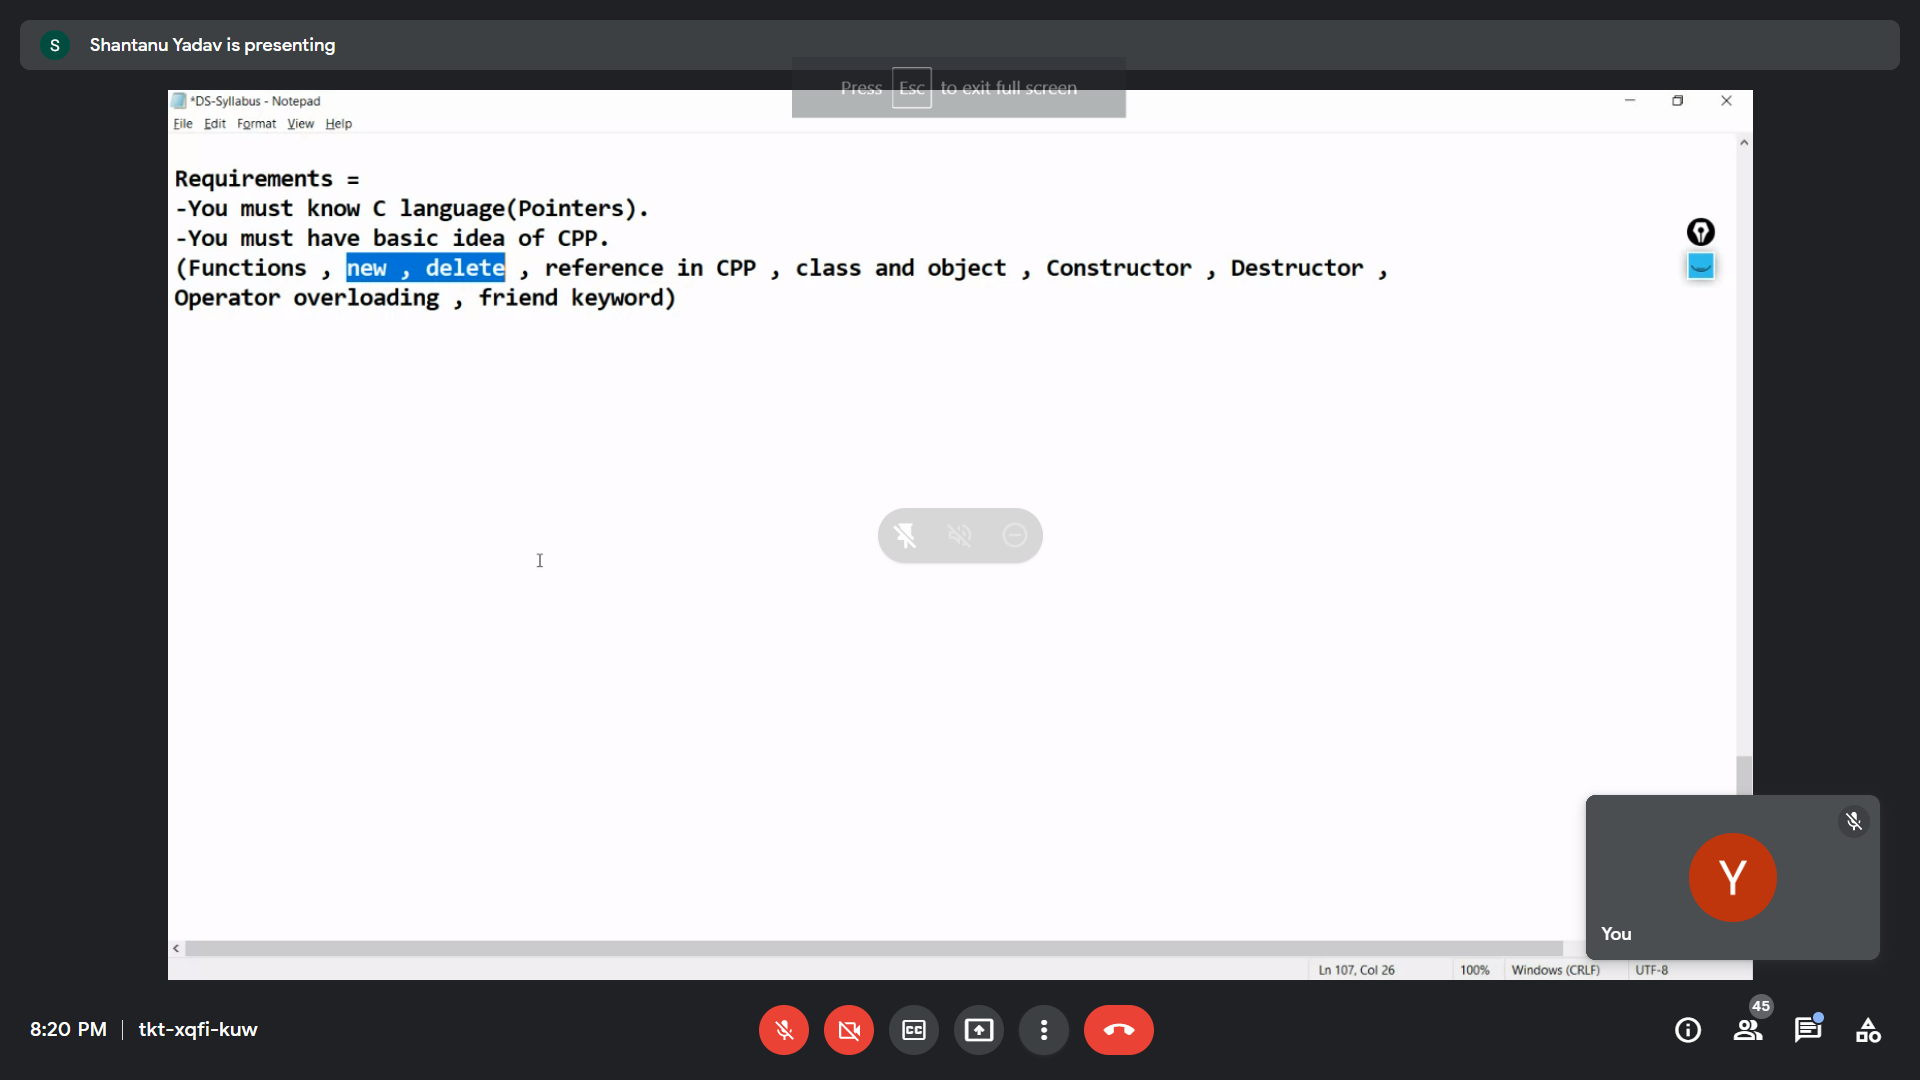 S Shantanu Yadav is presenting
Press Esc to exit full screen
*DS-Syllabus - Notepad
File Edit Format View Help
Requirements =
-You must know C language(Pointers).
-You must have basic idea of CPP.
(Functions , new , delete , reference in CPP , class and object , Constructor , Destructor ,
Operator overloading , friend keyword)
Y
You
Ln 107, Col 26 100% Windows (CRLF) UTF-8
8:20 PM | tkt-xqfi-kuw
CC
45